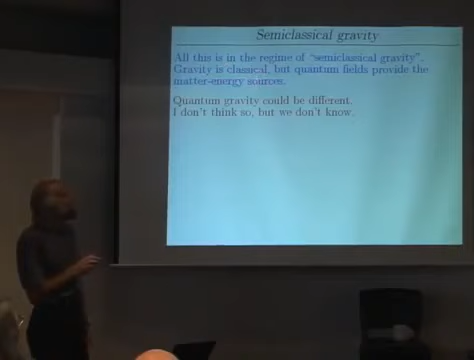 Semiclassical gravity
All this is in the regime of "semiclassical gravity".
Gravity is classical, but quantum fields provide the
matter-energy sources.
Quantum gravity could be different.
I don't think so, but we don't know.